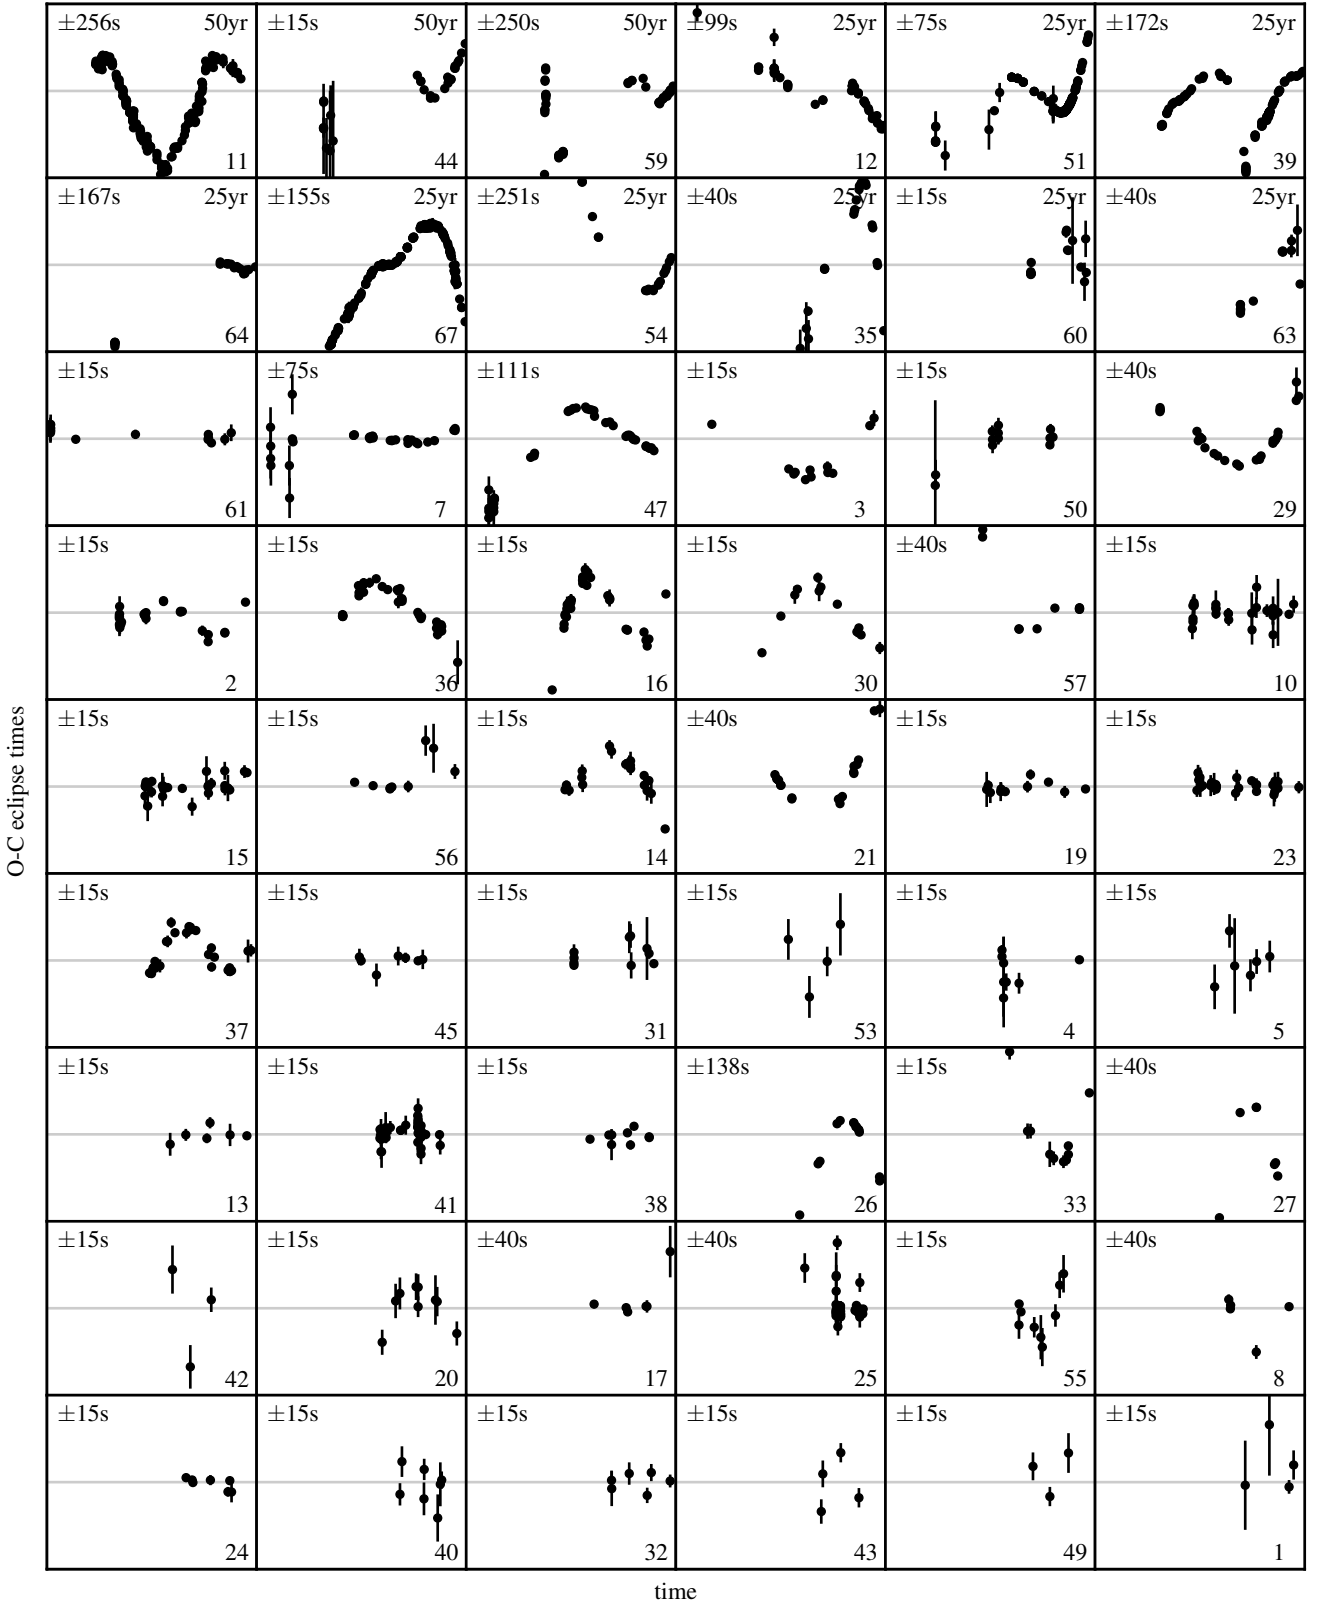 ±256s 50yr ±15s 50yr ±250s 50yr ±99s 25yr ±75s 25yr ±172s 25yr
11 44 59 12 51 39
±167s 25yr ±155s 25yr ±251s 25yr ±40s 25yr ±15s 25yr ±40s 25yr
64 67 54 35 60 63
±15s ±75s ±111s ±15s ±15s ±40s
61 7 47 3 50 29
±15s ±15s ±15s ±15s ±40s ±15s
2 36 16 30 57 10
O-C eclipse times
±15s ±15s ±15s ±40s ±15s ±15s
15 56 14 21 19 23
±15s ±15s ±15s ±15s ±15s ±15s
37 45 31 53 4 5
±15s ±15s ±15s ±138s ±15s ±40s
13 41 38 26 33 27
±15s ±15s ±40s ±40s ±15s ±40s
42 20 17 25 55 8
±15s ±15s ±15s ±15s ±15s ±15s
24 40 32 43 49 1
time